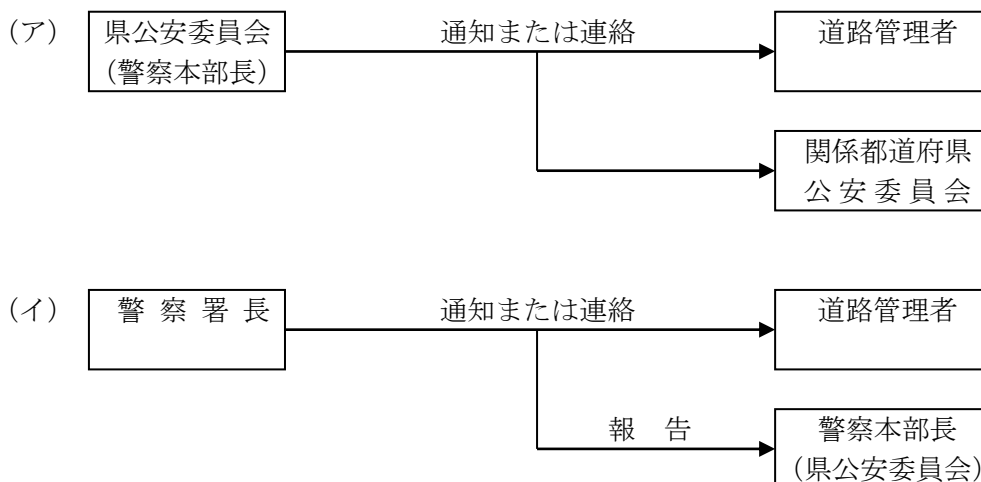 (ア)
県公安委員会
(警察本部長)
通知または連絡
道路管理者
関係都道府県
公安委員会
(イ)
警察署長
通知または連絡
道路管理者
報告
警察本部長
(県公安委員会)